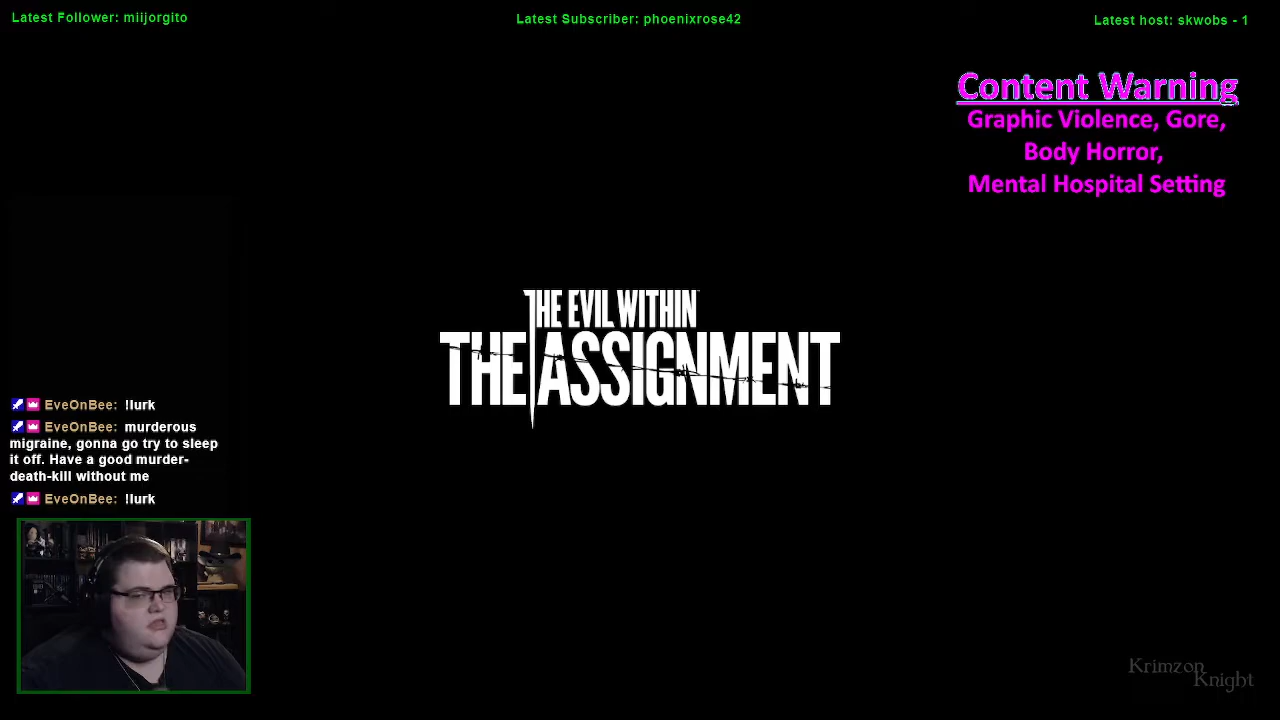 Latest Follower: miijorgito
Latest Subscriber: phoenixrose42
Latest host: skwobs - 1
Content Warning
Graphic Violence, Gore,
Body Horror,
Mental Hospital Setting
THE EVIL WITHIN
THE ASSIGNMENT
EveOnBee: !lurk
EveOnBee: murderous
migraine, gonna go try to sleep
it off. Have a good murder-
death-kill without me
EveOnBee: !lurk
Krimzon
Knight